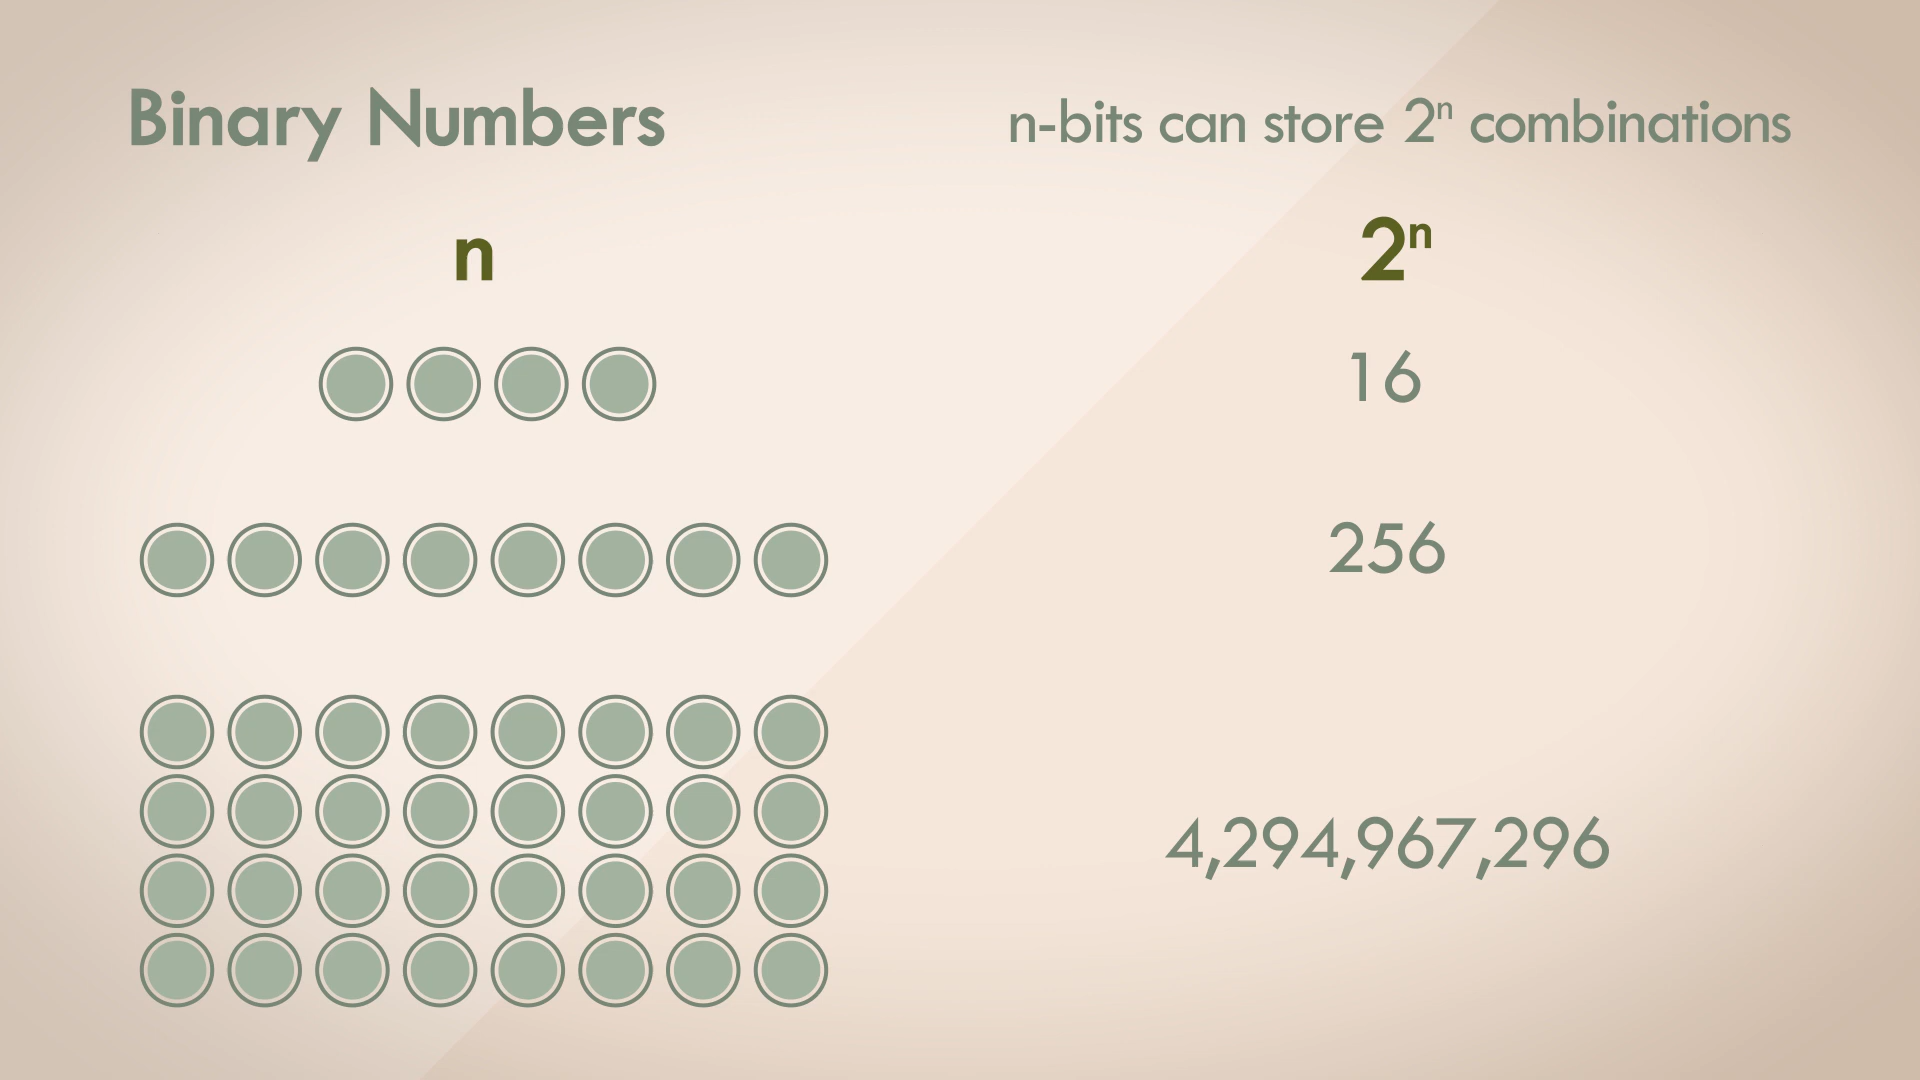 Binary Numbers
n-bits can store 2ⁿ combinations
n
2ⁿ
16
256
4,294,967,296